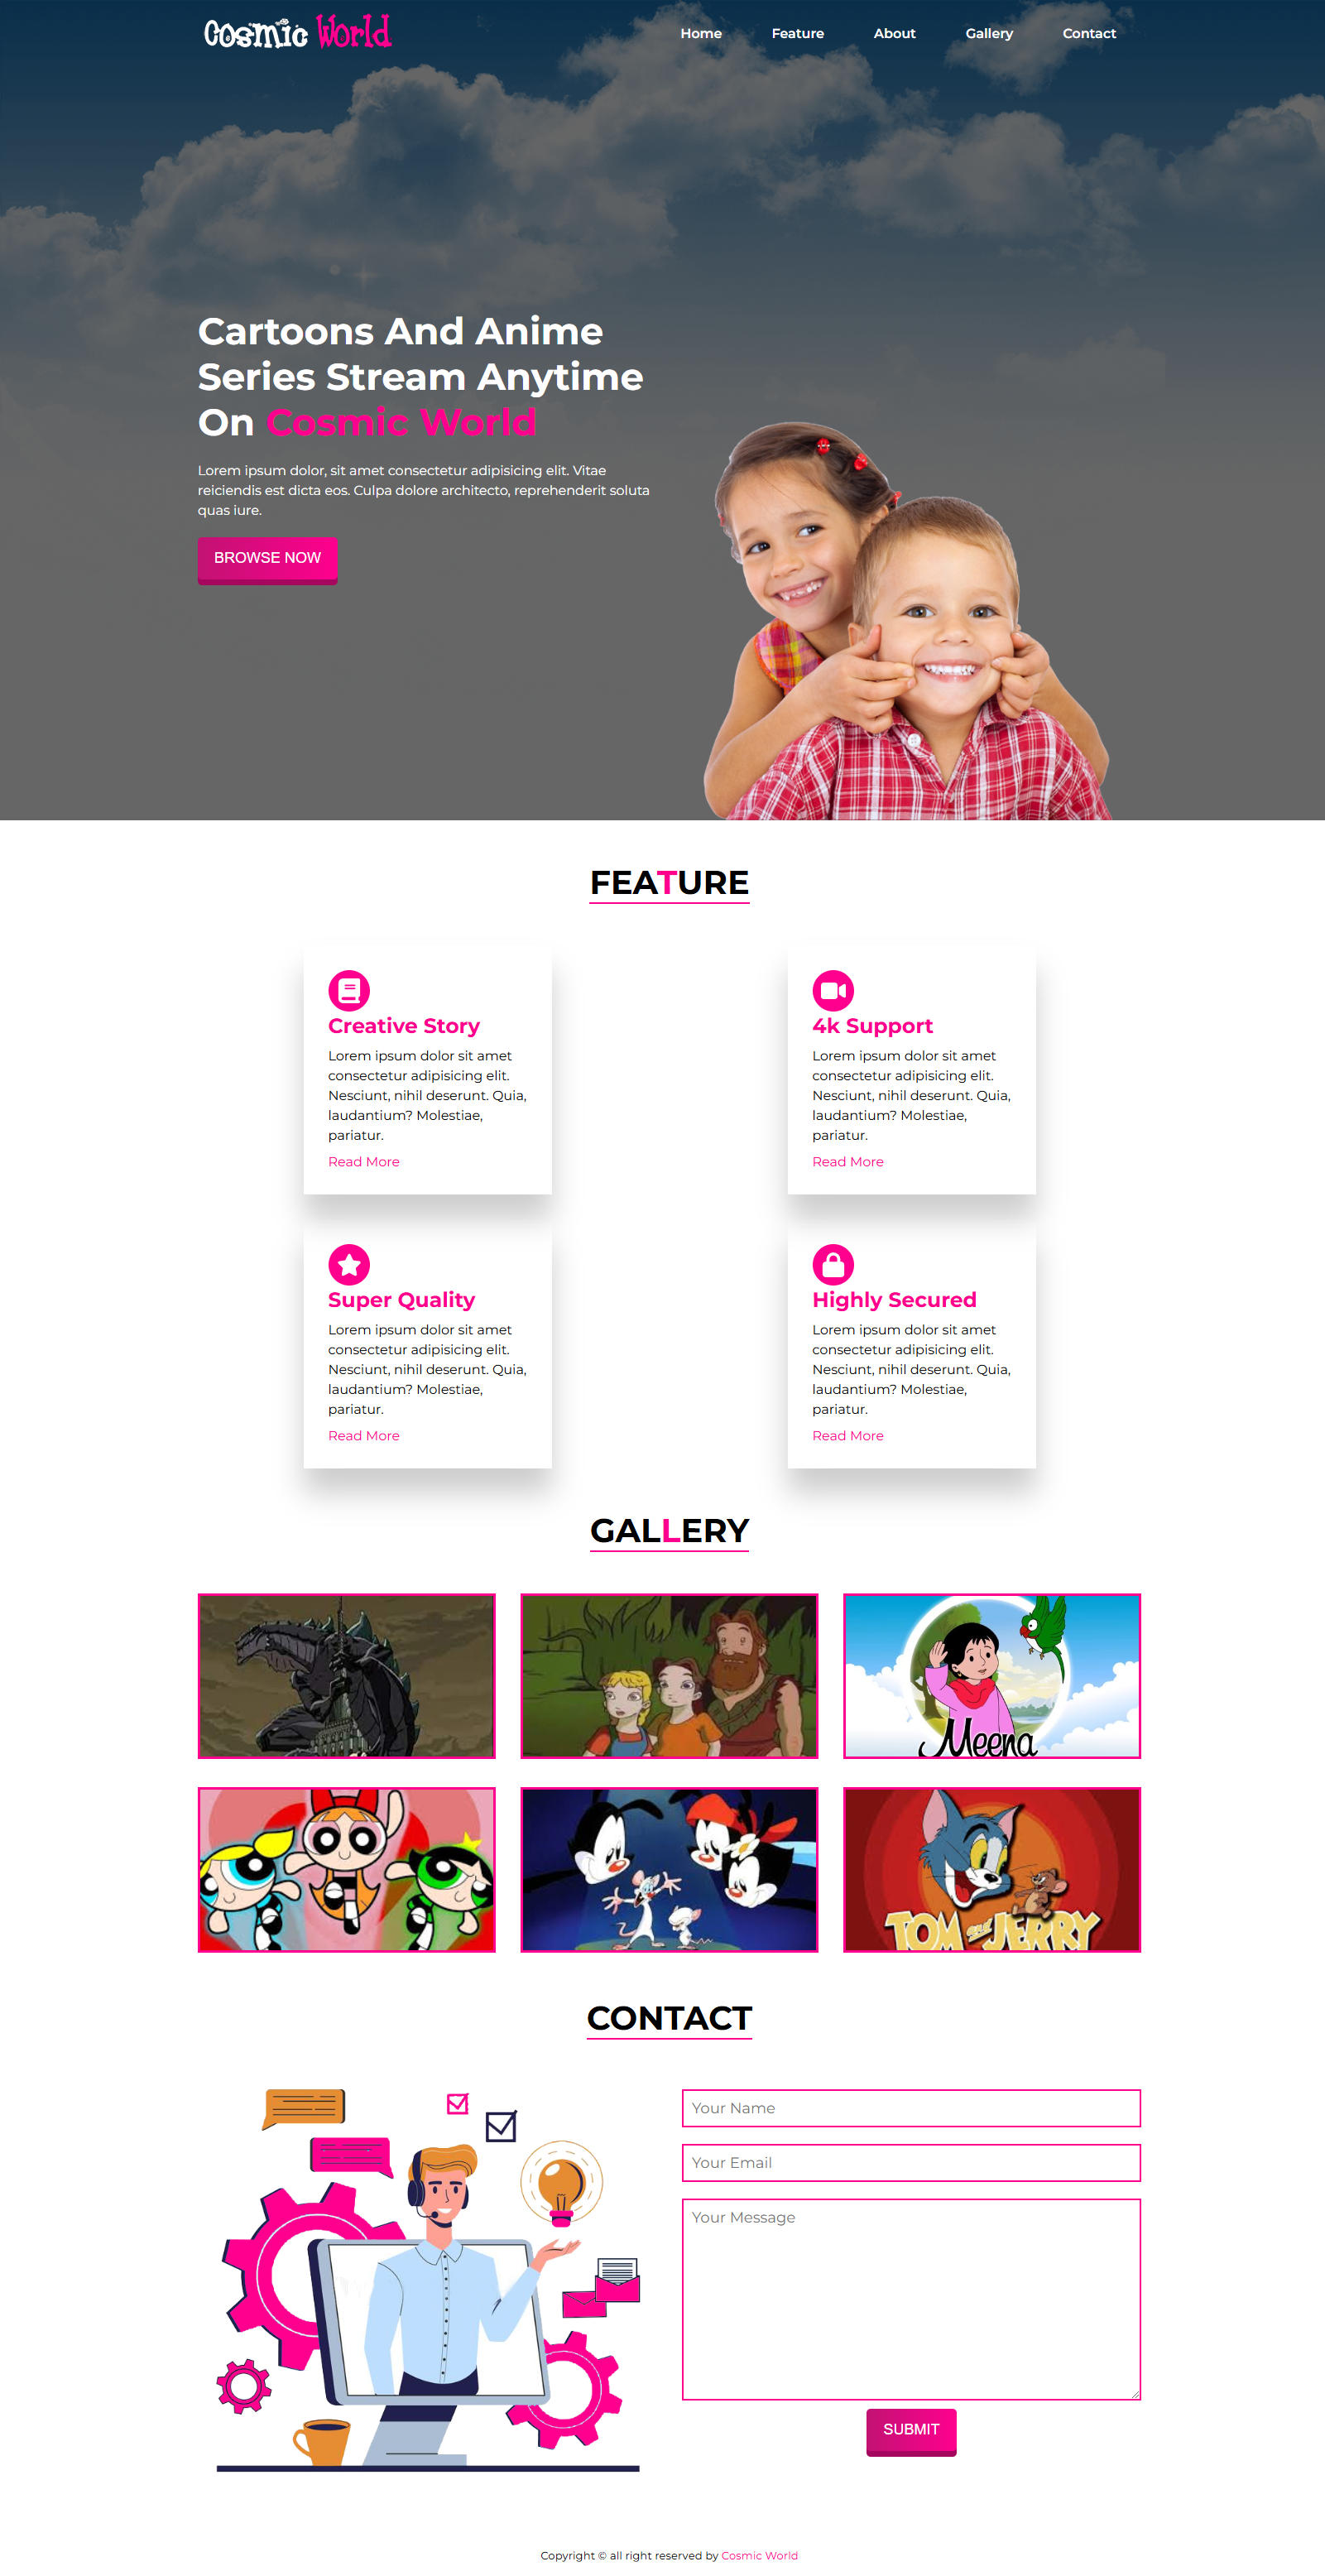 Cosmic World
Home Feature About Gallery Contact
Cartoons And Anime
Series Stream Anytime
On Cosmic World
Lorem ipsum dolor, sit amet consectetur adipisicing elit. Vitae
reiciendis est dicta eos. Culpa dolore architecto, reprehenderit soluta
quas iure.
BROWSE NOW
FEATURE
Creative Story
Lorem ipsum dolor sit amet
consectetur adipisicing elit.
Nesciunt, nihil deserunt. Quia,
laudantium? Molestiae,
pariatur.
Read More
4k Support
Lorem ipsum dolor sit amet
consectetur adipisicing elit.
Nesciunt, nihil deserunt. Quia,
laudantium? Molestiae,
pariatur.
Read More
Super Quality
Lorem ipsum dolor sit amet
consectetur adipisicing elit.
Nesciunt, nihil deserunt. Quia,
laudantium? Molestiae,
pariatur.
Read More
Highly Secured
Lorem ipsum dolor sit amet
consectetur adipisicing elit.
Nesciunt, nihil deserunt. Quia,
laudantium? Molestiae,
pariatur.
Read More
GALLERY
Meena
TOM and JERRY
CONTACT
Your Name
Your Email
Your Message
SUBMIT
Copyright © all right reserved by Cosmic World